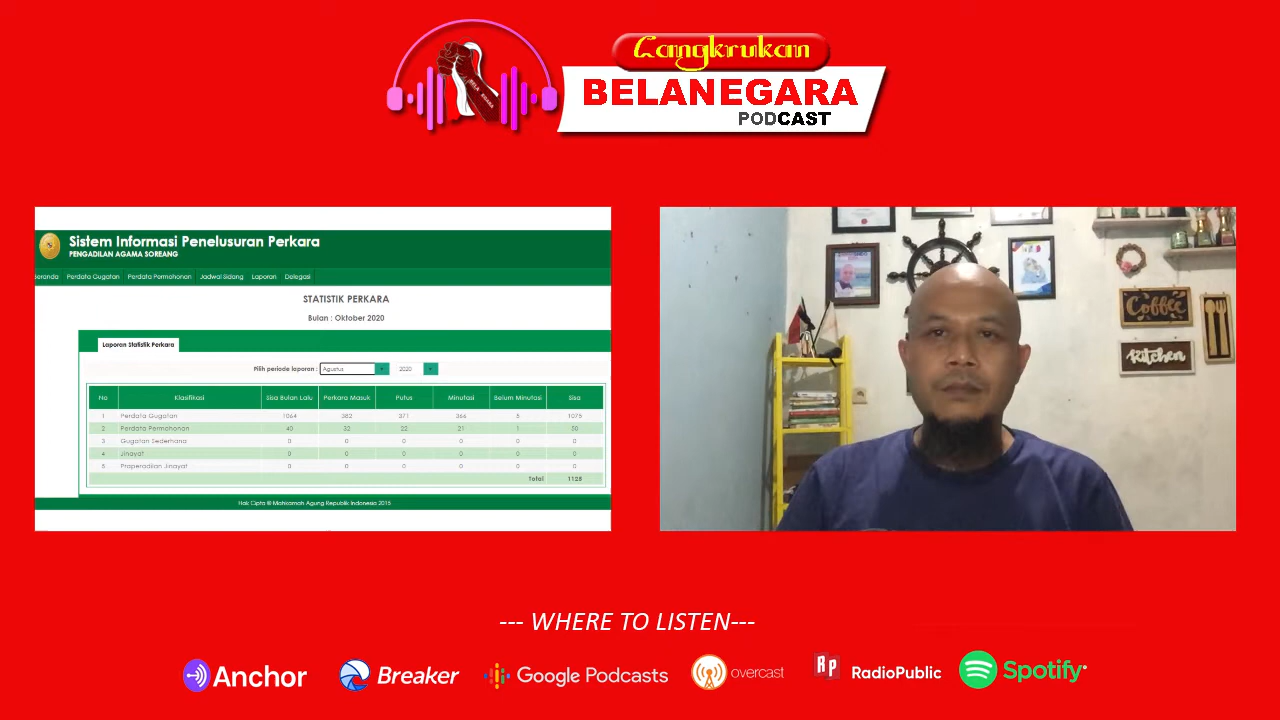 Cangkrukan
BELANEGARA
PODCAST
Sistem Informasi Penelusuran Perkara
PENGADILAN AGAMA SOREANG
Beranda Perdata Gugatan Perdata Permohonan Jadwal Sidang Laporan Delegasi
STATISTIK PERKARA
Bulan : Oktober 2020
Laporan Statistik Perkara
Pilih periode laporan : Agustus 2020
No Klasifikasi Sisa Bulan Lalu Perkara Masuk Putus Minutasi Belum Minutasi Sisa
1 Perdata Gugatan 1064 382 371 366 5 1075
2 Perdata Permohonan 40 32 22 21 1 50
3 Gugatan Sederhana 0 0 0 0 0 0
4 Jinayat 0 0 0 0 0 0
5 Praperadilan Jinayat 0 0 0 0 0 0
Total 1125
Hak Cipta © Mahkamah Agung Republik Indonesia 2015
Coffee
kitchen
--- WHERE TO LISTEN---
Anchor
Breaker
Google Podcasts
overcast
RP RadioPublic
Spotify